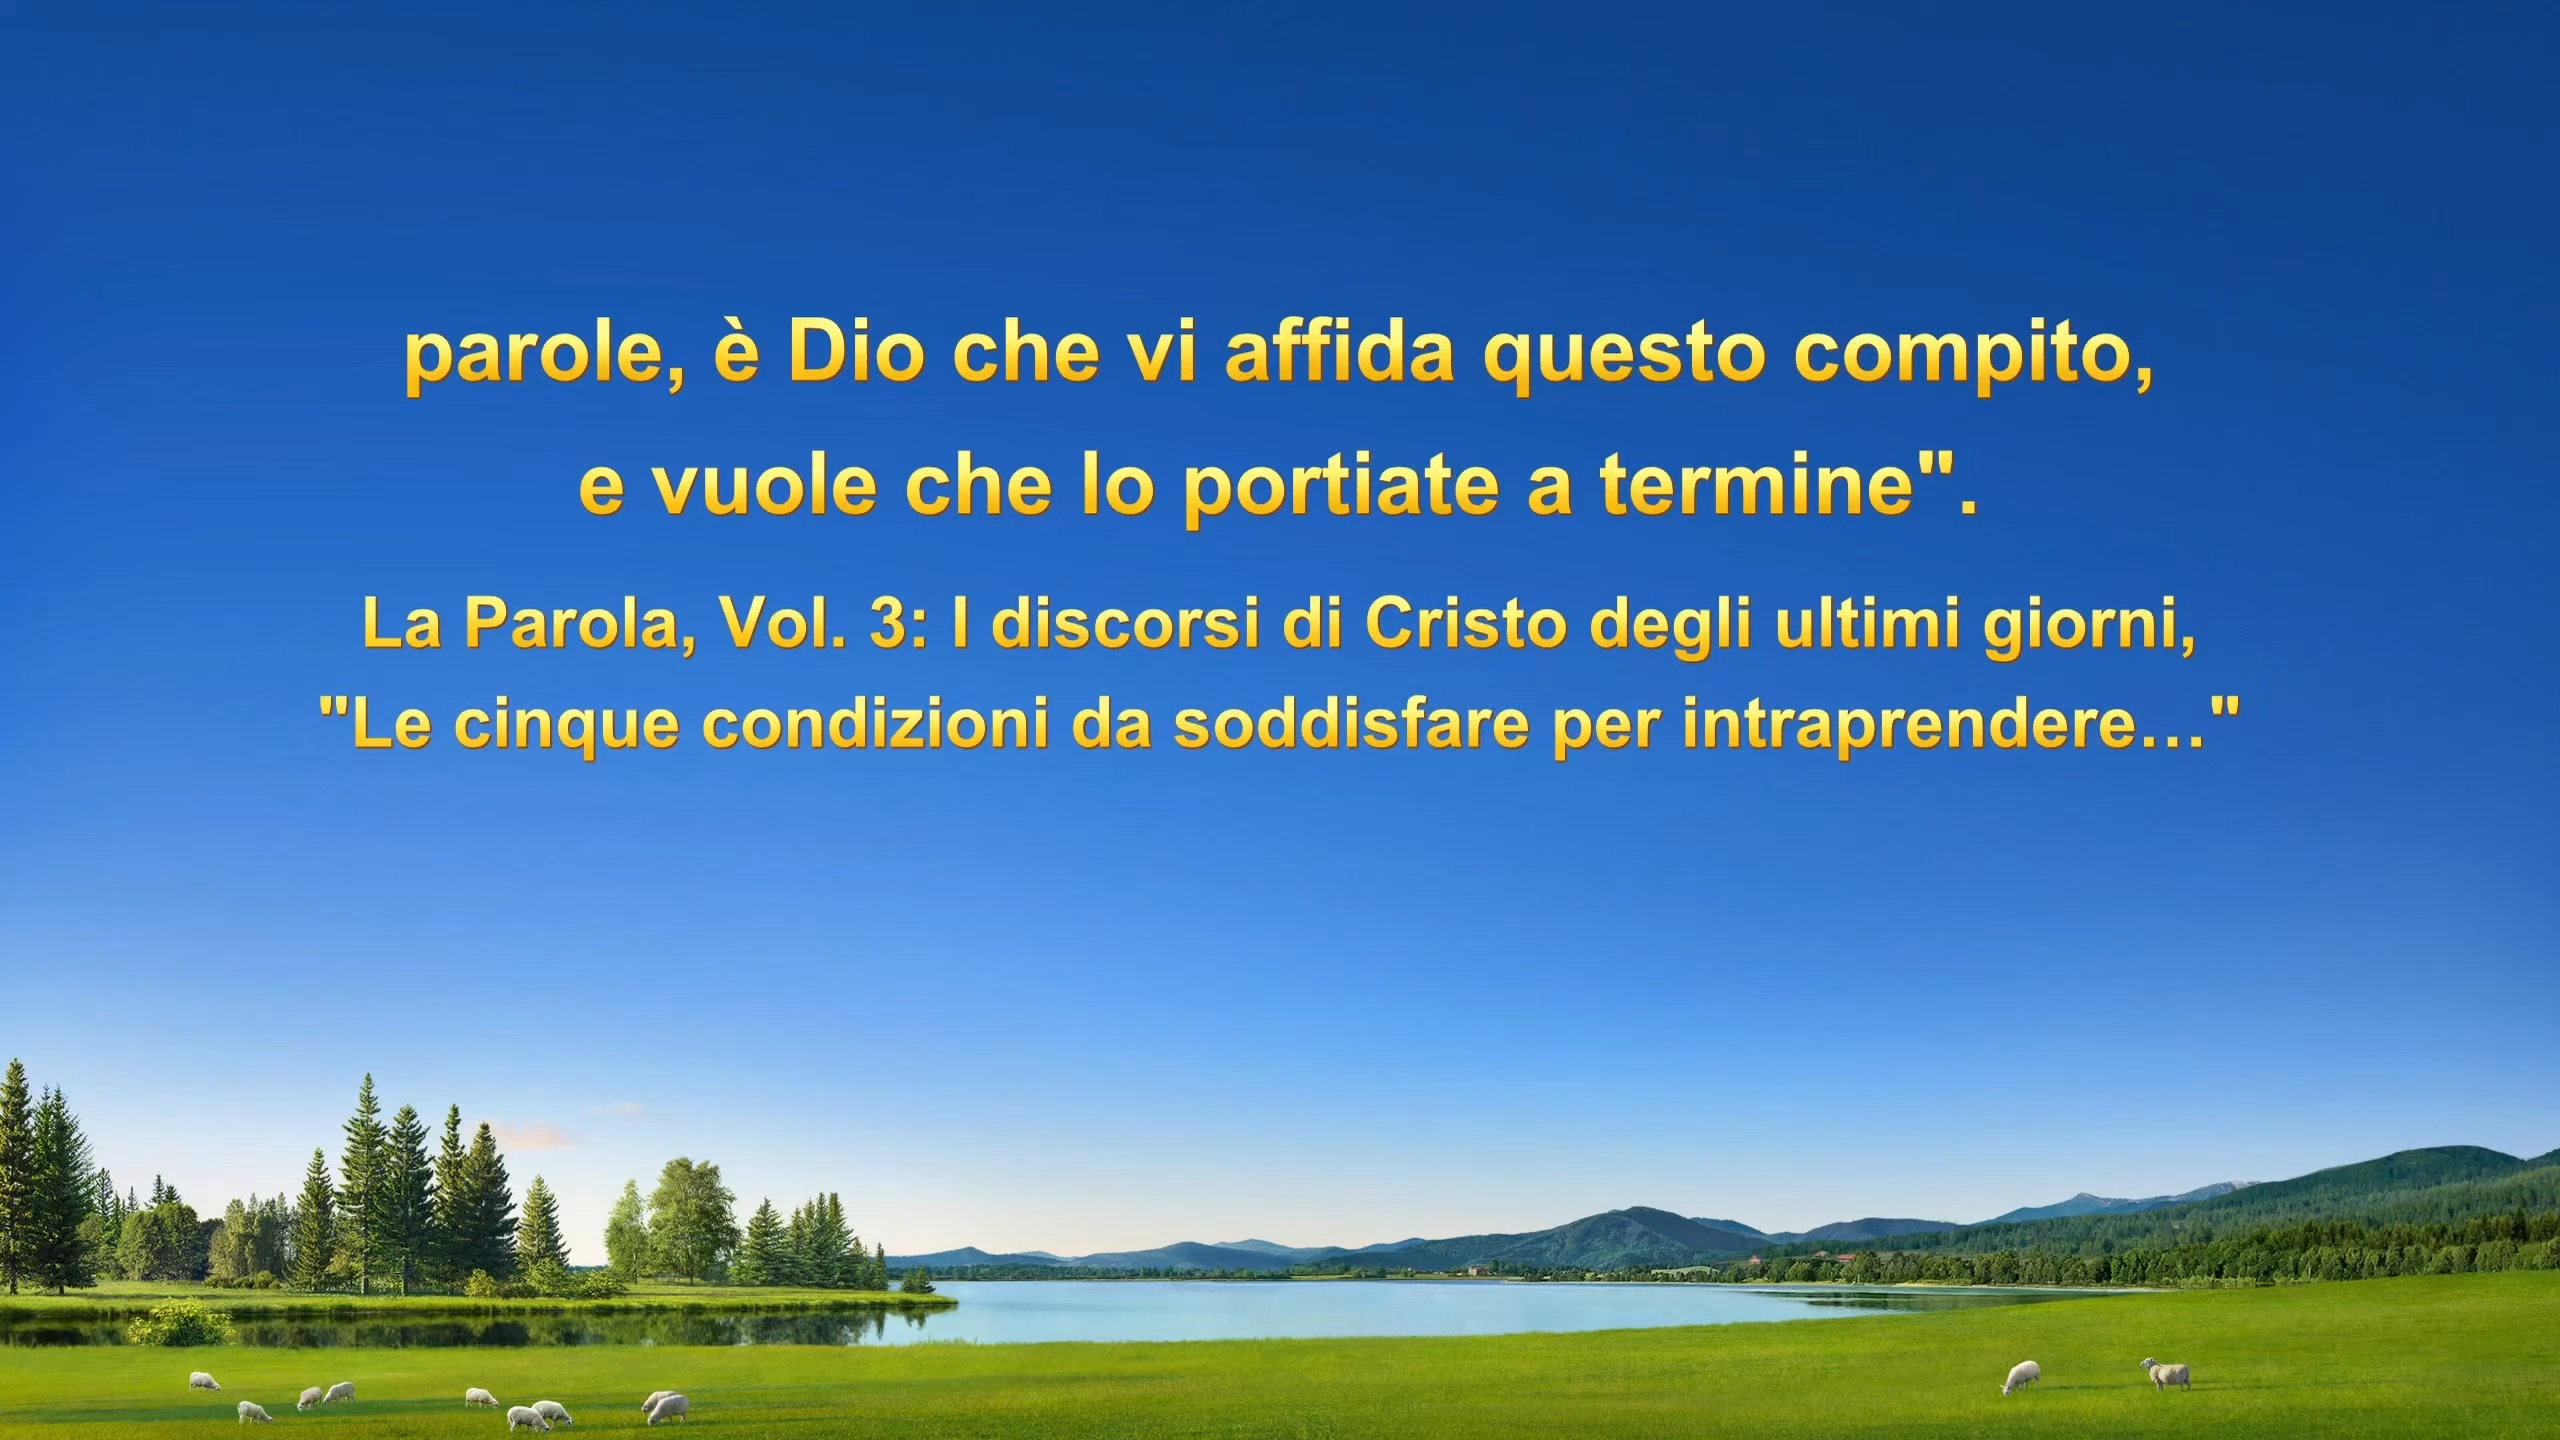 parole, è Dio che vi affida questo compito,
e vuole che lo portiate a termine".
La Parola, Vol. 3: I discorsi di Cristo degli ultimi giorni,
"Le cinque condizioni da soddisfare per intraprendere…"